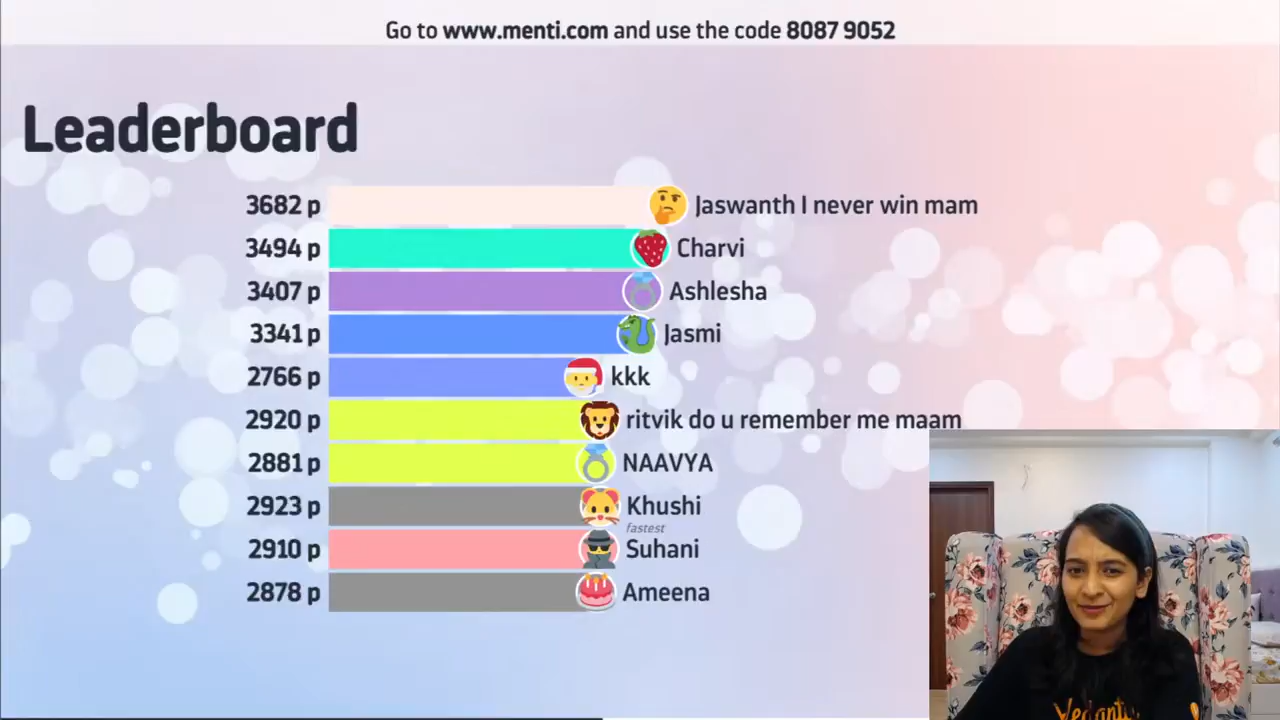 Go to www.menti.com and use the code 8087 9052
Leaderboard
3682 p Jaswanth I never win mam
3494 p Charvi
3407 p Ashlesha
3341 p Jasmi
2766 p kkk
2920 p ritvik do u remember me maam
2881 p NAAVYA
2923 p Khushi
fastest
2910 p Suhani
2878 p Ameena